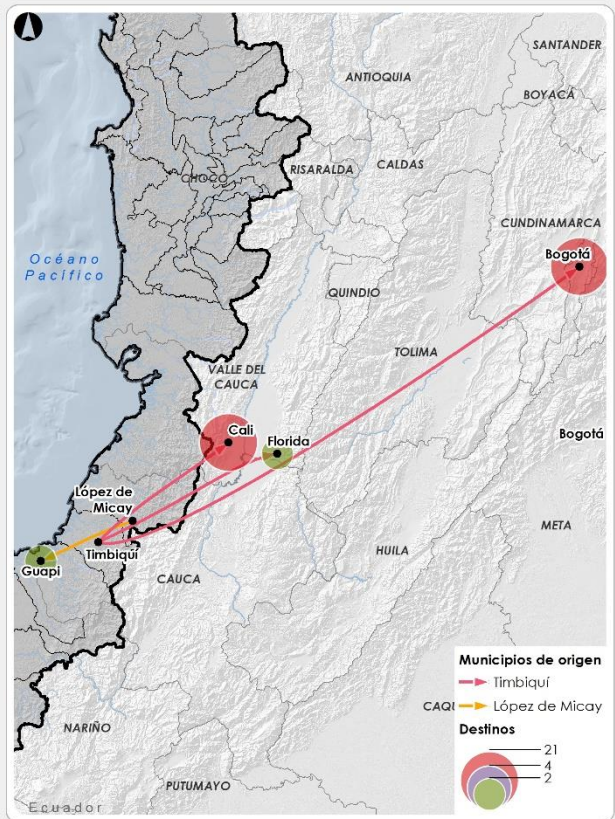 SANTANDER
ANTIOQUIA
BOYACÁ
RISARALDA
CALDAS
CHOCÓ
CUNDINAMARCA
Océano
Pacífico
Bogotá
QUINDIO
TOLIMA
VALLE DEL
CAUCA
Cali
Florida
Bogotá
López de
Micay
META
Timbiquí
HUILA
Guapi
CAUCA
Municipios de origen
Timbiquí
López de Micay
CAQU
NARIÑO
Destinos
21
4
2
PUTUMAYO
Ecuador